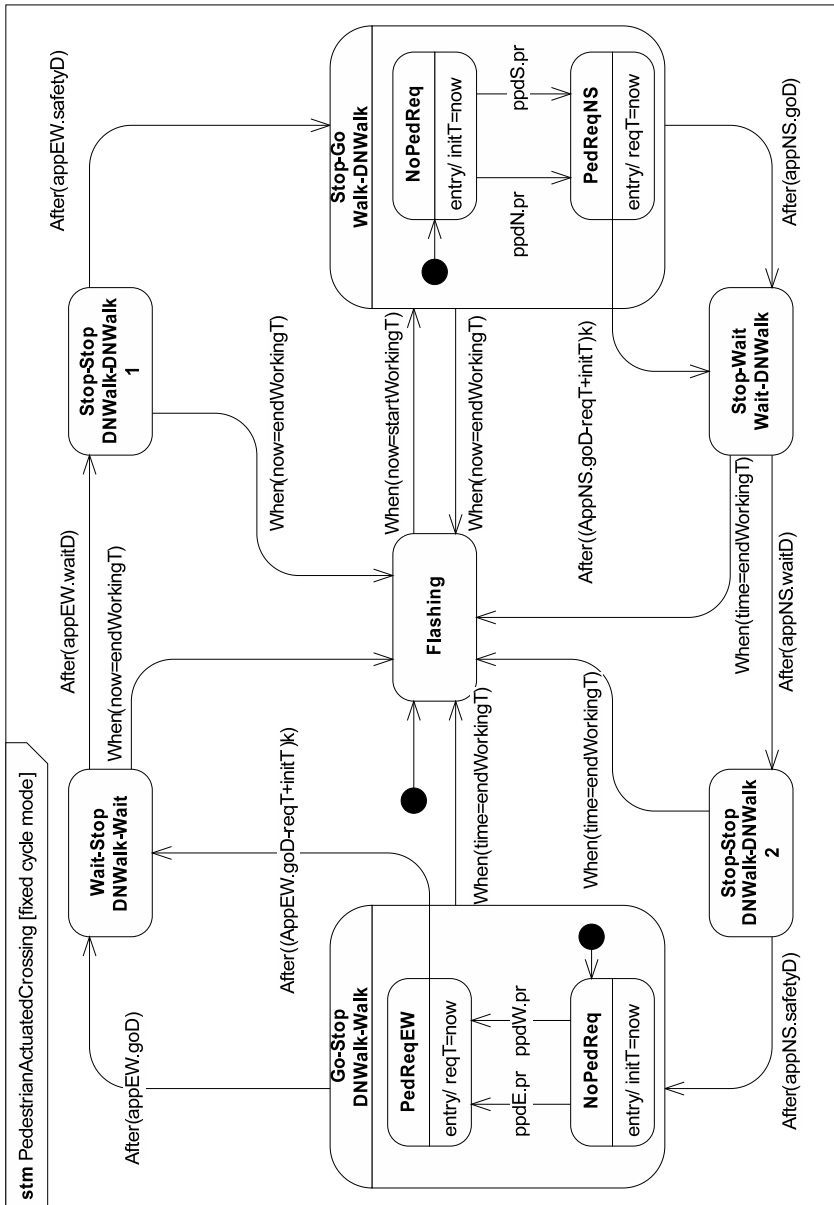 stm PedestrianActuatedCrossing [fixed cycle mode]
After(appEW.goD)
Wait-Stop
DNWalk-Wait
After(appEW.waitD)
When(now=endWorkingT)
Stop-Stop
DNWalk-DNWalk
1
After(appEW.safetyD)
When(now=endWorkingT)
Go-Stop
DNWalk-Walk
PedReqEW
entry/ reqT=now
ppdE.pr
ppdW.pr
NoPedReq
entry/ initT=now
After((AppEW.goD-reqT+initT)k)
When(time=endWorkingT)
Flashing
When(now=startWorkingT)
When(now=endWorkingT)
Stop-Go
Walk-DNWalk
NoPedReq
entry/ initT=now
ppdN.pr
ppdS.pr
PedReqNS
entry/ reqT=now
After((AppNS.goD-reqT+initT)k)
After(appNS.safetyD)
Stop-Stop
DNWalk-DNWalk
2
When(time=endWorkingT)
When(time=endWorkingT)
After(appNS.waitD)
Stop-Wait
Wait-DNWalk
After(appNS.goD)